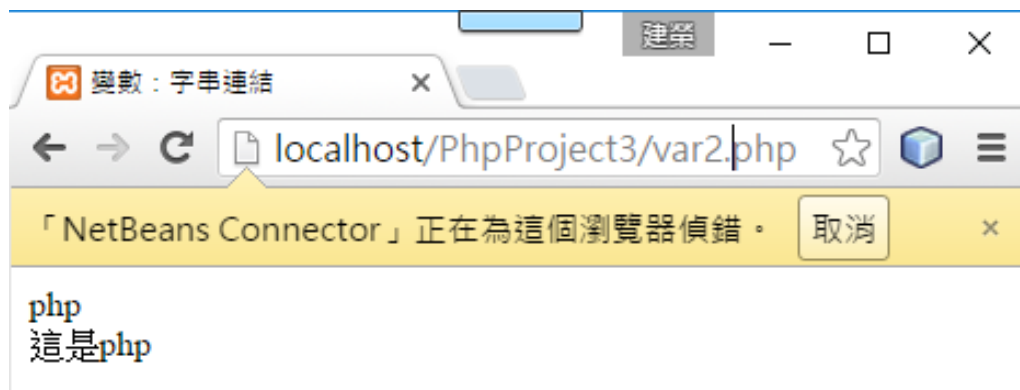 建榮
變數：字串連結
localhost/PhpProject3/var2.php
「NetBeans Connector」正在為這個瀏覽器偵錯。 取消
php
這是php